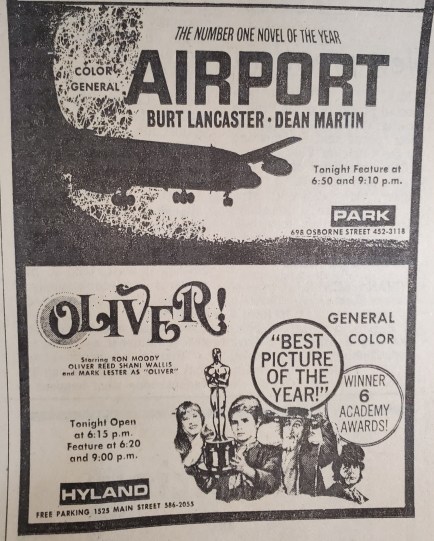 THE NUMBER ONE NOVEL OF THE YEAR
COLOR
GENERAL
AIRPORT
BURT LANCASTER • DEAN MARTIN
Tonight Feature at
6:50 and 9:10 p.m.
PARK
698 OSBORNE STREET 452-3118
OLIVER!
Starring RON MOODY
OLIVER REED SHANI WALLIS
and MARK LESTER AS "OLIVER"
GENERAL
COLOR
"BEST
PICTURE
OF THE
YEAR!"
WINNER
6
ACADEMY
AWARDS!
Tonight Open
at 6:15 p.m.
Feature at 6:20
and 9:00 p.m.
HYLAND
FREE PARKING 1525 MAIN STREET 586-2055